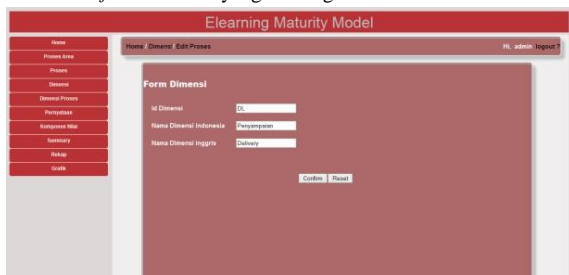 Elearning Maturity Model
Home / Dimensi / Edit Proses
Hi, admin logout ?
Home
Proses Area
Proses
Dimensi
Dimensi Proses
Pernyataan
Komposisi Nilai
Summary
Rekap
Grafik
Form Dimensi
Id Dimensi DL
Nama Dimensi Indonesia Penyampaian
Nama Dimensi Inggris Delivery
Confirm Reset